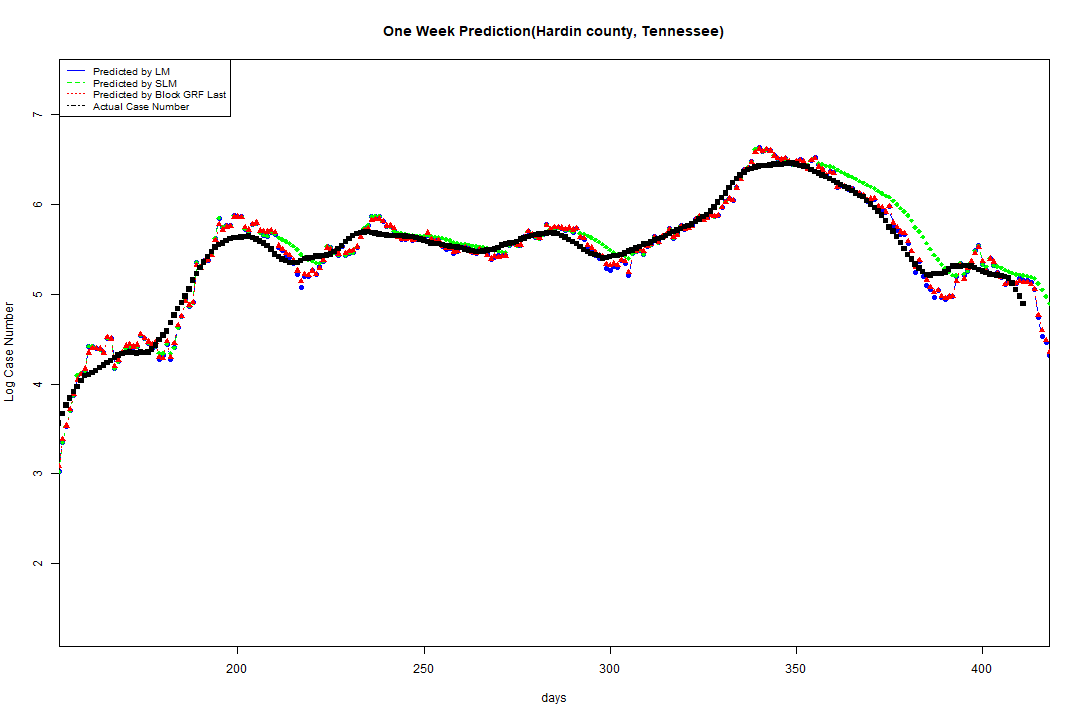 One Week Prediction(Hardin county, Tennessee)
Predicted by LM
Predicted by SLM
Predicted by Block GRF Last
Actual Case Number
7
6
5
4
3
2
Log Case Number
200 250 300 350 400
days